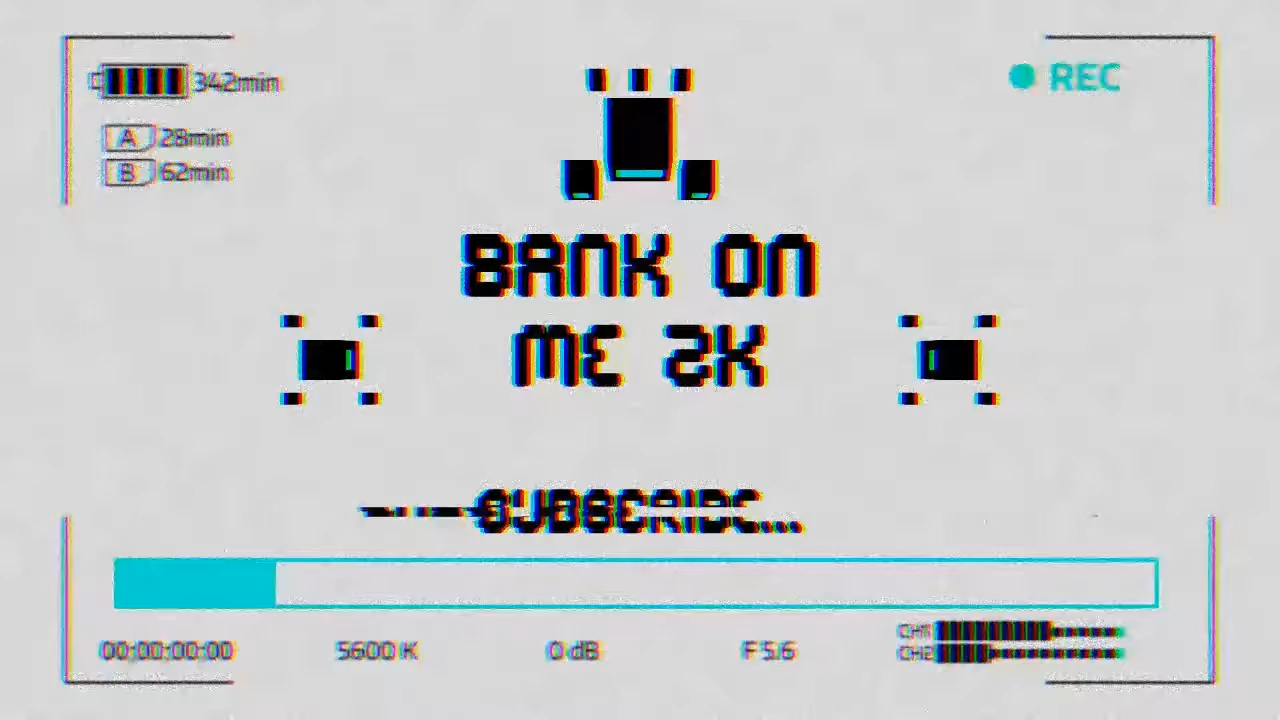 342min
REC
A 28min
B 62min
BANK ON
ME 2K
SUBSCRIBE...
00:00:00:00 5600 K 0 dB F 5.6
CH1
CH2